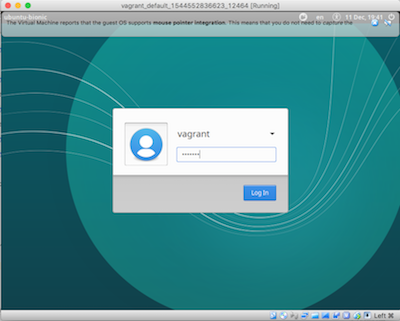 vagrant_default_1544552836623_12464 [Running]
ubuntu-bionic en 11 Dec, 19:41
The Virtual Machine reports that the guest OS supports mouse pointer integration. This means that you do not need to capture the
vagrant
•••••••
Log In
Left ⌘